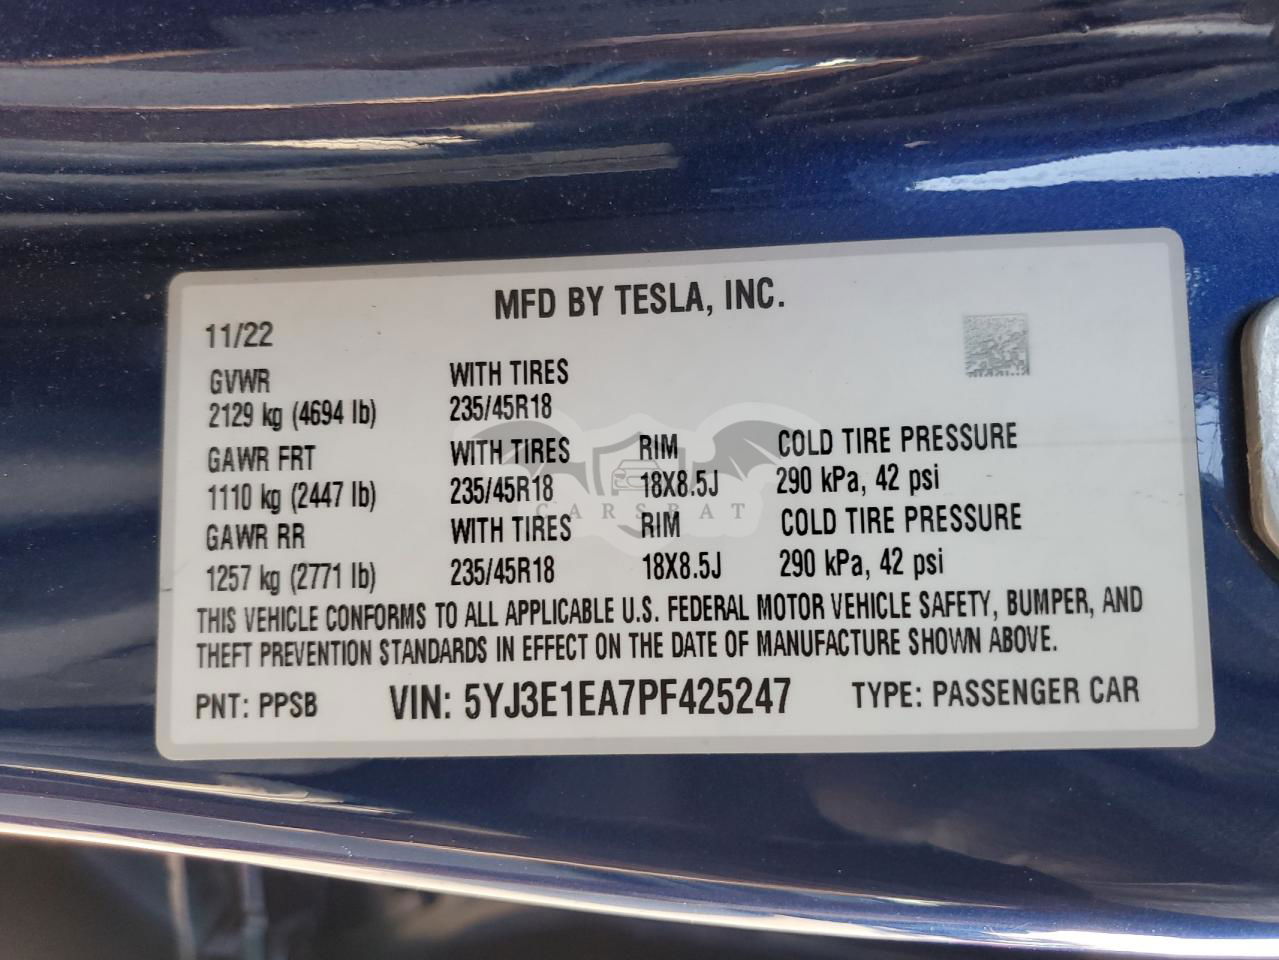 MFD BY TESLA, INC.
11/22
GVWR WITH TIRES
2129 kg (4694 lb) 235/45R18
GAWR FRT WITH TIRES RIM COLD TIRE PRESSURE
1110 kg (2447 lb) 235/45R18 18X8.5J 290 kPa, 42 psi
CARSBAT
GAWR RR WITH TIRES RIM COLD TIRE PRESSURE
1257 kg (2771 lb) 235/45R18 18X8.5J 290 kPa, 42 psi
THIS VEHICLE CONFORMS TO ALL APPLICABLE U.S. FEDERAL MOTOR VEHICLE SAFETY, BUMPER, AND
THEFT PREVENTION STANDARDS IN EFFECT ON THE DATE OF MANUFACTURE SHOWN ABOVE.
PNT: PPSB VIN: 5YJ3E1EA7PF425247 TYPE: PASSENGER CAR